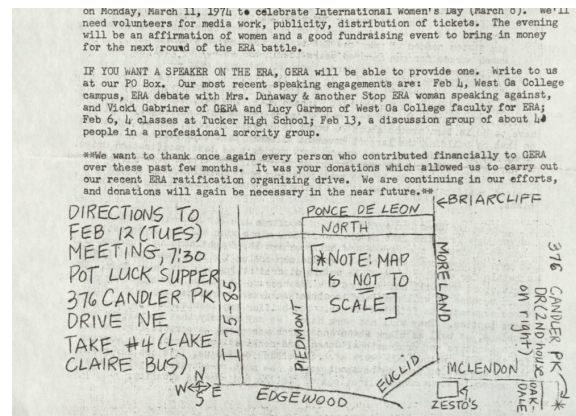 on Monday, March 11, 1974 to celebrate International Women's Day (March 8). We'll
need volunteers for media work, publicity, distribution of tickets. The evening
will be an affirmation of women and a good fundraising event to bring in money
for the next round of the ERA battle.
IF YOU WANT A SPEAKER ON THE ERA, GERA will be able to provide one. Write to us
at our PO Box. Our most recent speaking engagements are: Feb 4, West Ga College
campus, ERA debate with Mrs. Dunaway & another Stop ERA woman speaking against,
and Vicki Gabriner of GERA and Lucy Garmon of West Ga College faculty for ERA;
Feb 6, 4 classes at Tucker High School; Feb 13, a discussion group of about 40
people in a professional sorority group.
**We want to thank once again every person who contributed financially to GERA
over these past few months. It was your donations which allowed us to carry out
our recent ERA ratification organizing drive. We are continuing in our efforts,
and donations will again be necessary in the near future.**
DIRECTIONS TO
FEB 12 (TUES)
MEETING, 7:30
POT LUCK SUPPER
376 CANDLER PK
DRIVE NE
TAKE #4 (LAKE
CLAIRE BUS)
N
W E
S
I 75-85
PONCE DE LEON
NORTH
←BRIARCLIFF
[*NOTE: MAP
IS NOT TO
SCALE]
PIEDMONT
MORELAND
EUCLID
EDGEWOOD
MCLENDON
ZESTO'S
OAK
DALE
376 CANDLER PK
DR (2ND house
on right)
*